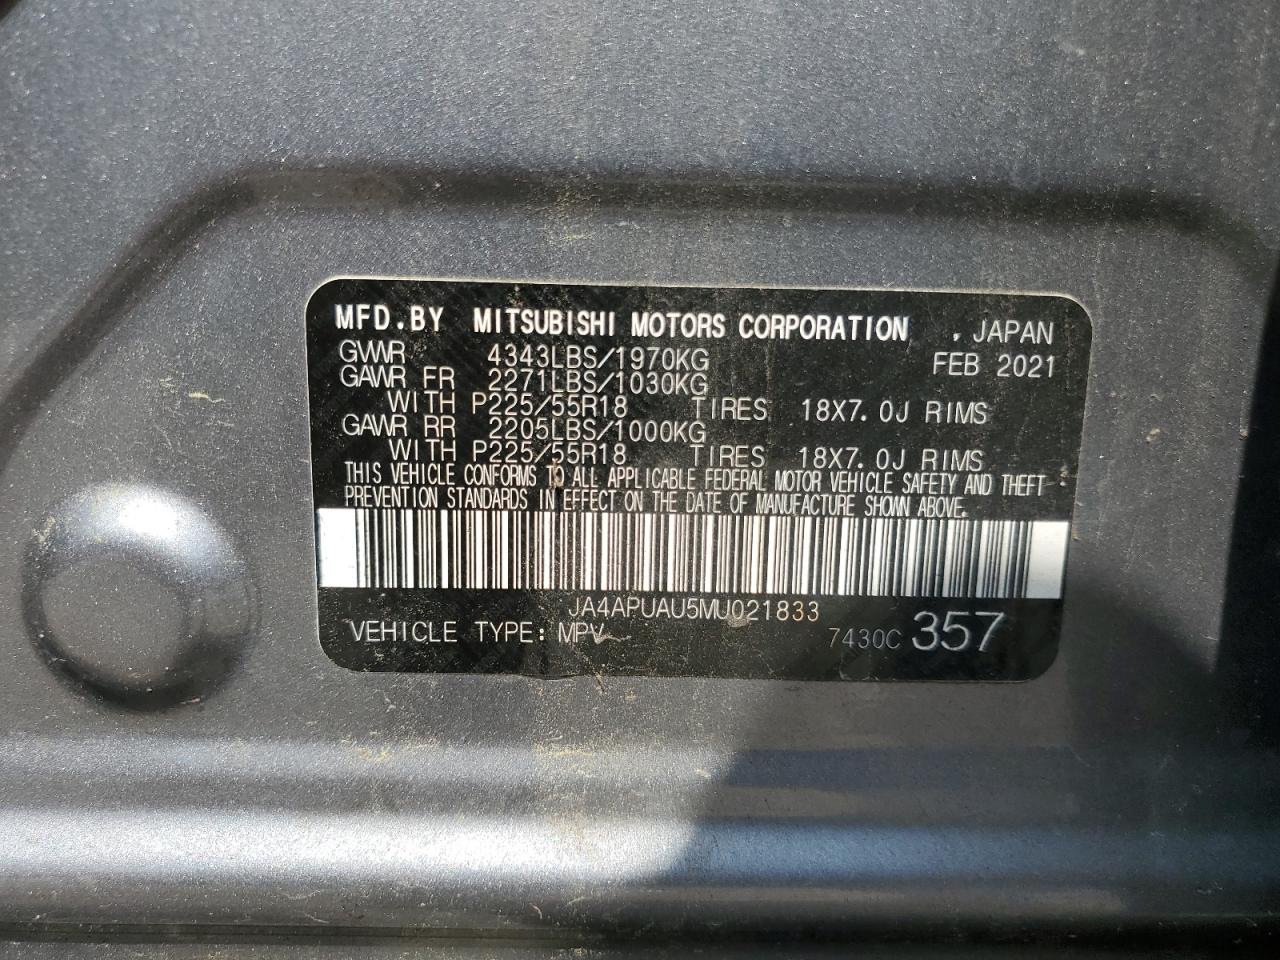 MFD.BY MITSUBISHI MOTORS CORPORATION , JAPAN
GVWR 4343LBS/1970KG FEB 2021
GAWR FR 2271LBS/1030KG
WITH P225/55R18 TIRES 18X7.0J RIMS
GAWR RR 2205LBS/1000KG
WITH P225/55R18 TIRES 18X7.0J RIMS
THIS VEHICLE CONFORMS TO ALL APPLICABLE FEDERAL MOTOR VEHICLE SAFETY AND THEFT
PREVENTION STANDARDS IN EFFECT ON THE DATE OF MANUFACTURE SHOWN ABOVE.
JA4APUAU5MU021833
VEHICLE TYPE: MPV 7430C 357